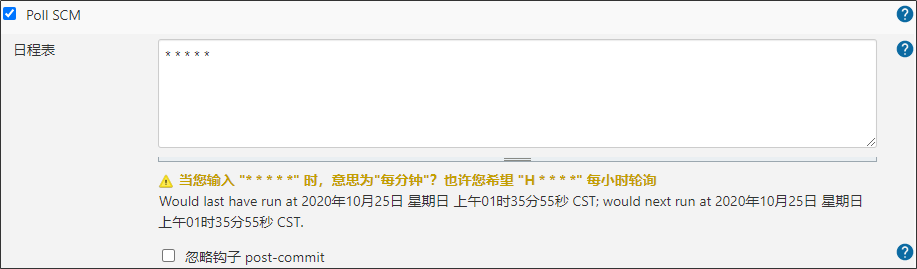 Poll SCM
日程表
* * * * *
当您输入 "* * * * *" 时，意思为"每分钟"？也许您希望 "H * * * *" 每小时轮询
Would last have run at 2020年10月25日 星期日 上午01时35分55秒 CST; would next run at 2020年10月25日 星期日
上午01时35分55秒 CST.
忽略钩子 post-commit